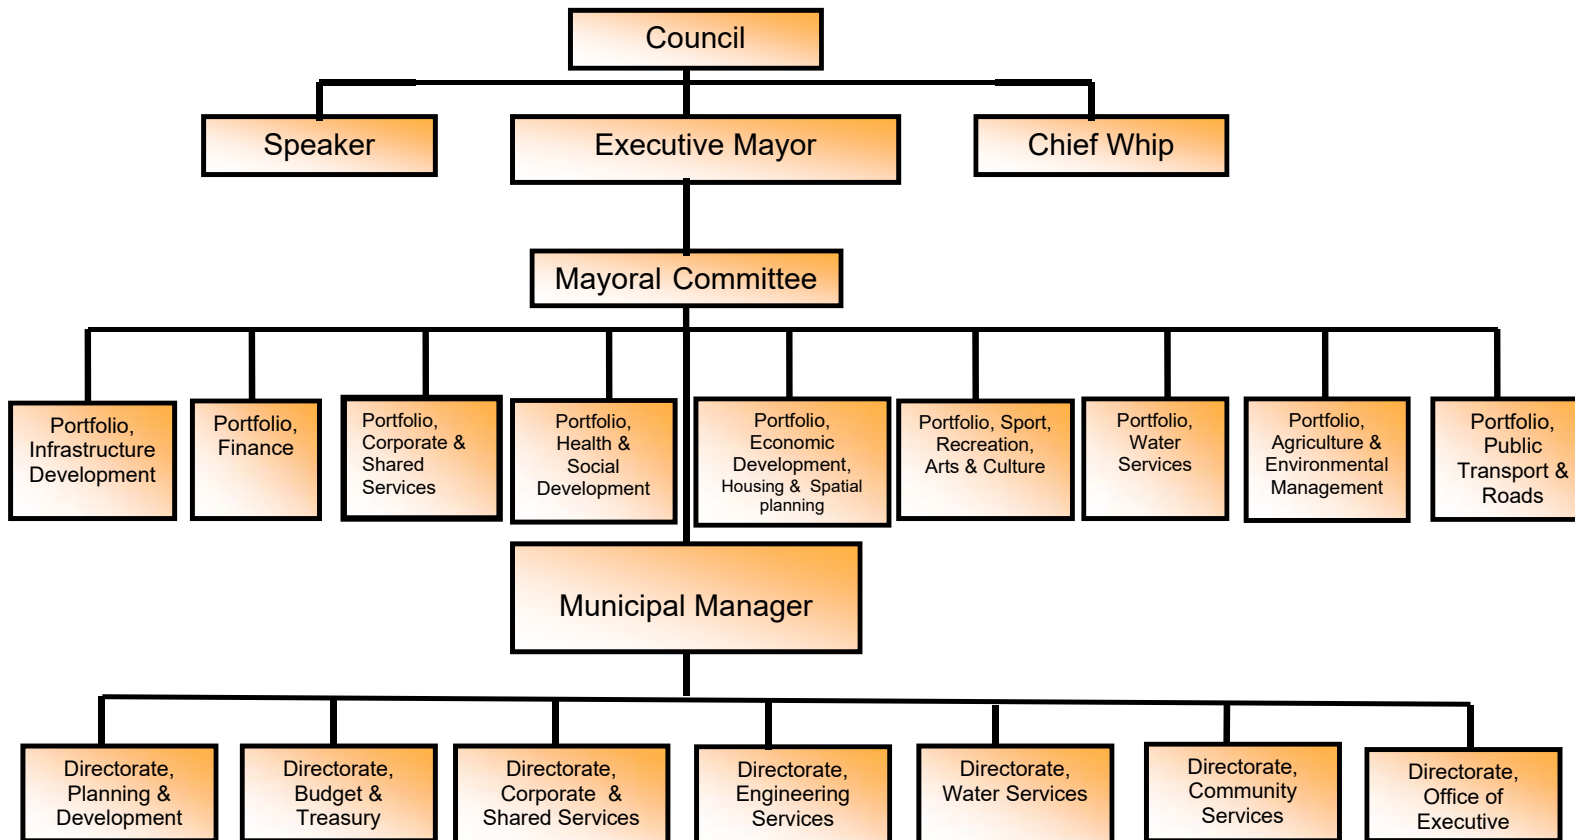 Council
Speaker
Executive Mayor
Chief Whip
Mayoral Committee
Portfolio,
Infrastructure
Development
Portfolio,
Finance
Portfolio,
Corporate &
Shared
Services
Portfolio,
Health &
Social
Development
Portfolio,
Economic
Development,
Housing & Spatial
planning
Portfolio, Sport,
Recreation,
Arts & Culture
Portfolio,
Water
Services
Portfolio,
Agriculture &
Environmental
Management
Portfolio,
Public
Transport &
Roads
Municipal Manager
Directorate,
Planning &
Development
Directorate,
Budget &
Treasury
Directorate,
Corporate &
Shared Services
Directorate,
Engineering
Services
Directorate,
Water Services
Directorate,
Community
Services
Directorate,
Office of
Executive